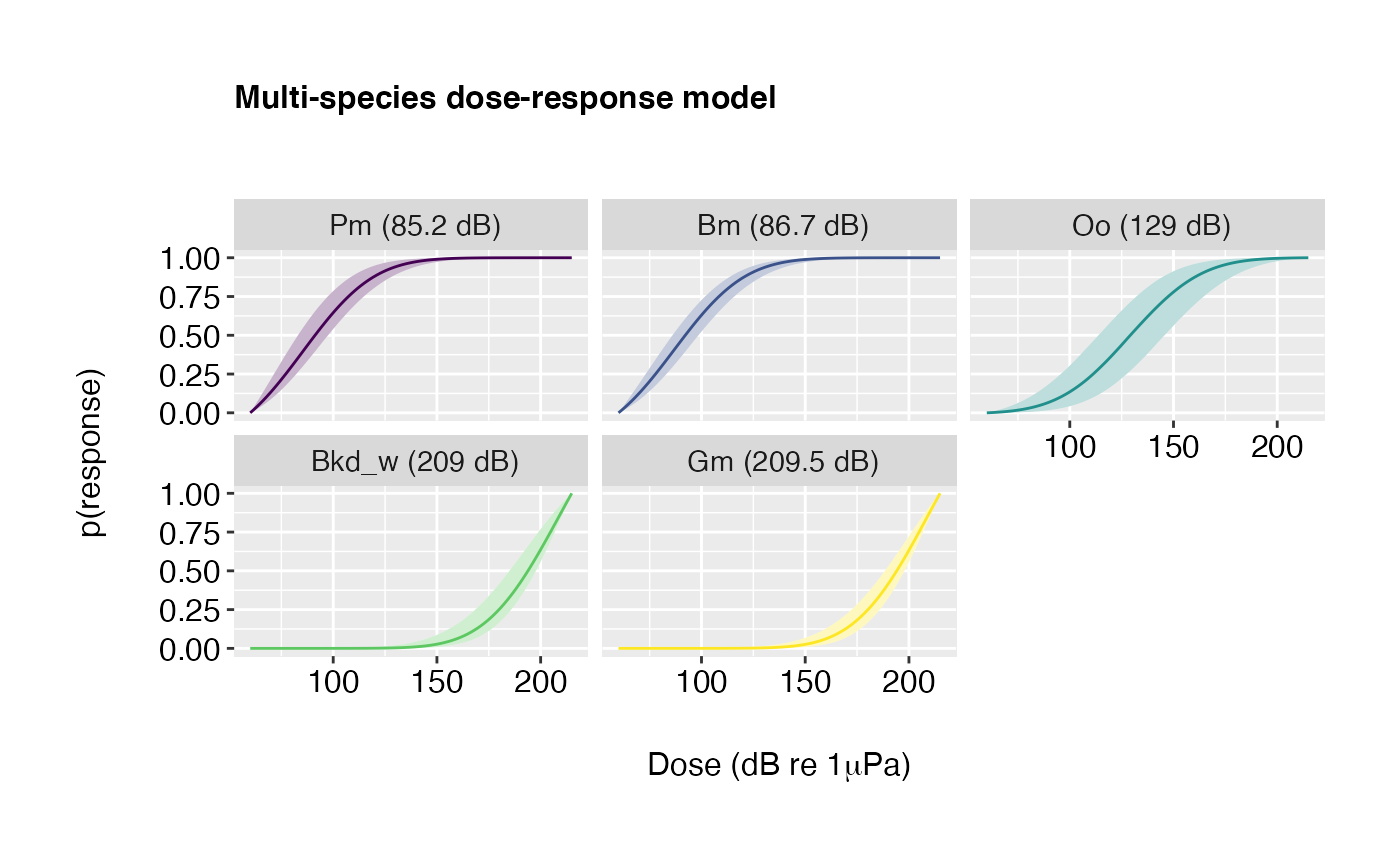 Multi-species dose-response model
Pm (85.2 dB)
Bm (86.7 dB)
Oo (129 dB)
1.00
0.75
0.50
0.25
0.00
100 150 200
Bkd_w (209 dB)
Gm (209.5 dB)
1.00
0.75
0.50
0.25
0.00
100 150 200
100 150 200
p(response)
Dose (dB re 1μPa)